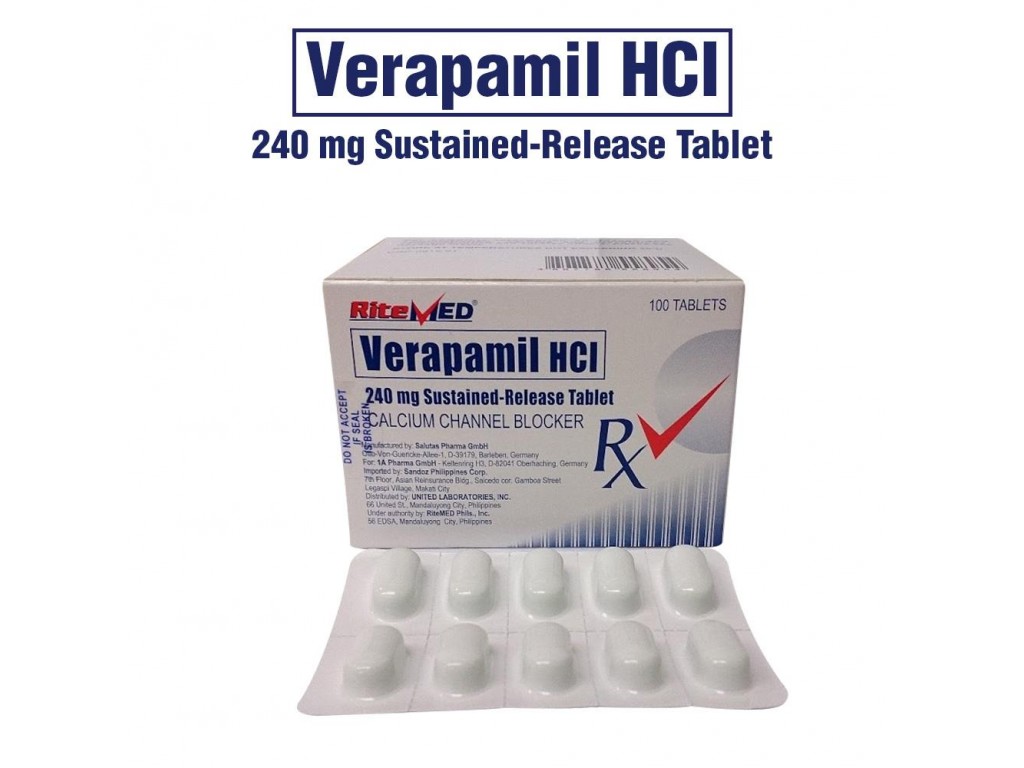 Verapamil HCl
240 mg Sustained-Release Tablet
RiteMED®
100 TABLETS
Verapamil HCl
240 mg Sustained-Release Tablet
CALCIUM CHANNEL BLOCKER
DO NOT ACCEPT
IF SEAL
IS BROKEN
Rx
Manufactured by: Salutas Pharma GmbH
Otto-Von-Guericke-Allee-1, D-39179, Barleben, Germany
For: 1A Pharma GmbH - Keltenring H3, D-82041 Oberhaching, Germany
Imported by: Sandoz Philippines Corp.
7th Floor, Asian Reinsurance Bldg., Salcedo cor. Gamboa Street
Legaspi Village, Makati City
Distributed by: UNITED LABORATORIES, INC.
66 United St., Mandaluyong City, Philippines
Under authority by: RiteMED Phils., Inc.
56 EDSA, Mandaluyong City, Philippines